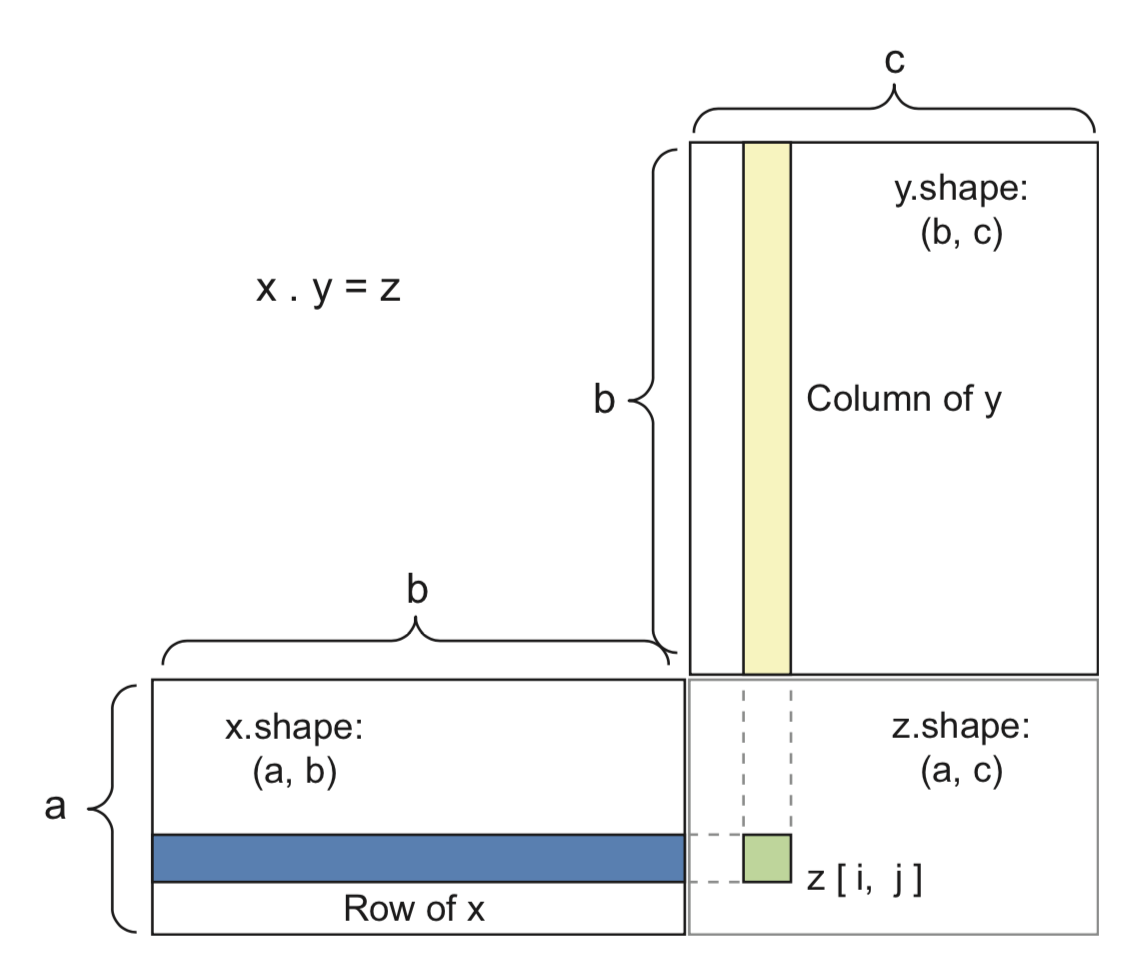 c
y.shape:
(b, c)
x . y = z
b
Column of y
b
x.shape:
(a, b)
z.shape:
(a, c)
a
z [ i, j ]
Row of x